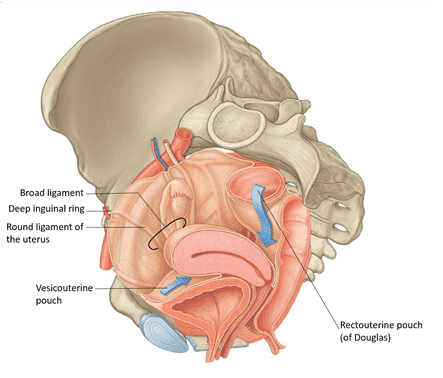 Broad ligament
Deep inguinal ring
Round ligament of
the uterus
Vesicouterine
pouch
Rectouterine pouch
(of Douglas)